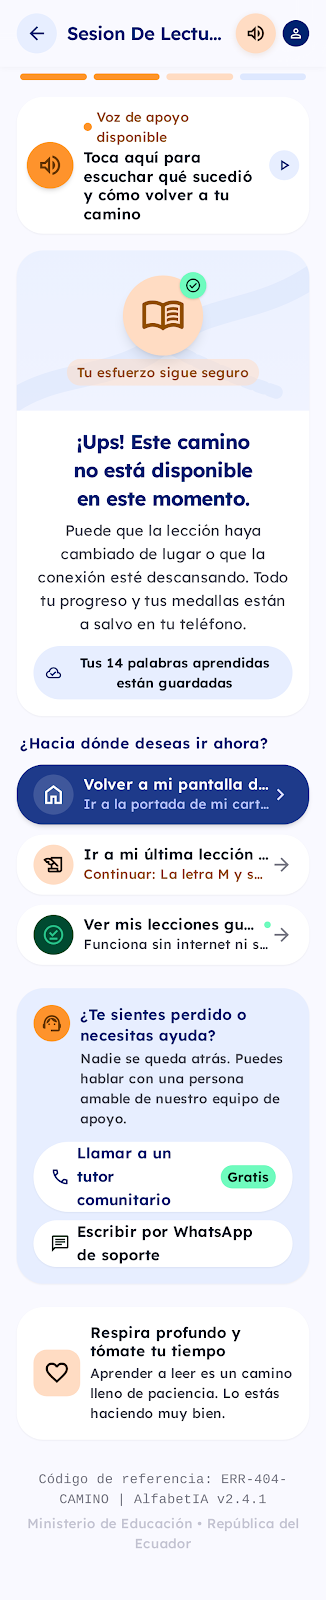 Sesion De Lectu...
Voz de apoyo
disponible
Toca aquí para
escuchar qué sucedió
y cómo volver a tu
camino
Tu esfuerzo sigue seguro
¡Ups! Este camino
no está disponible
en este momento.
Puede que la lección haya
cambiado de lugar o que la
conexión esté descansando. Todo
tu progreso y tus medallas están
a salvo en tu teléfono.
Tus 14 palabras aprendidas
están guardadas
¿Hacia dónde deseas ir ahora?
Volver a mi pantalla d...
Ir a la portada de mi cart...
Ir a mi última lección ...
Continuar: La letra M y s...
Ver mis lecciones gu...
Funciona sin internet ni s...
¿Te sientes perdido o
necesitas ayuda?
Nadie se queda atrás. Puedes
hablar con una persona
amable de nuestro equipo de
apoyo.
Llamar a un
tutor
comunitario
Gratis
Escribir por WhatsApp
de soporte
Respira profundo y
tómate tu tiempo
Aprender a leer es un camino
lleno de paciencia. Lo estás
haciendo muy bien.
Código de referencia: ERR-404-
CAMINO | AlfabetIA v2.4.1
Ministerio de Educación • República del
Ecuador